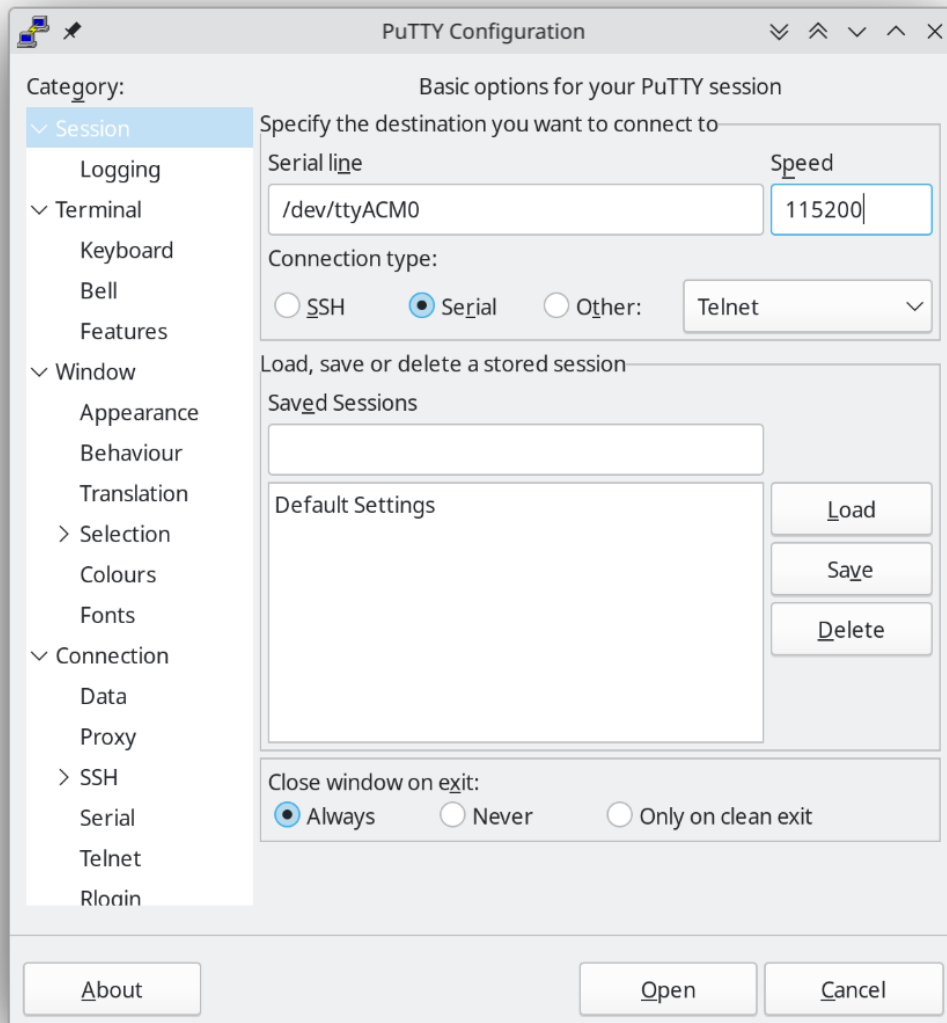 PuTTY Configuration
Category:
Session
Logging
Terminal
Keyboard
Bell
Features
Window
Appearance
Behaviour
Translation
Selection
Colours
Fonts
Connection
Data
Proxy
SSH
Serial
Telnet
Rlogin
Basic options for your PuTTY session
Specify the destination you want to connect to
Serial line Speed
/dev/ttyACM0 115200
Connection type:
SSH Serial Other: Telnet
Load, save or delete a stored session
Saved Sessions
Default Settings
Load
Save
Delete
Close window on exit:
Always Never Only on clean exit
About Open Cancel